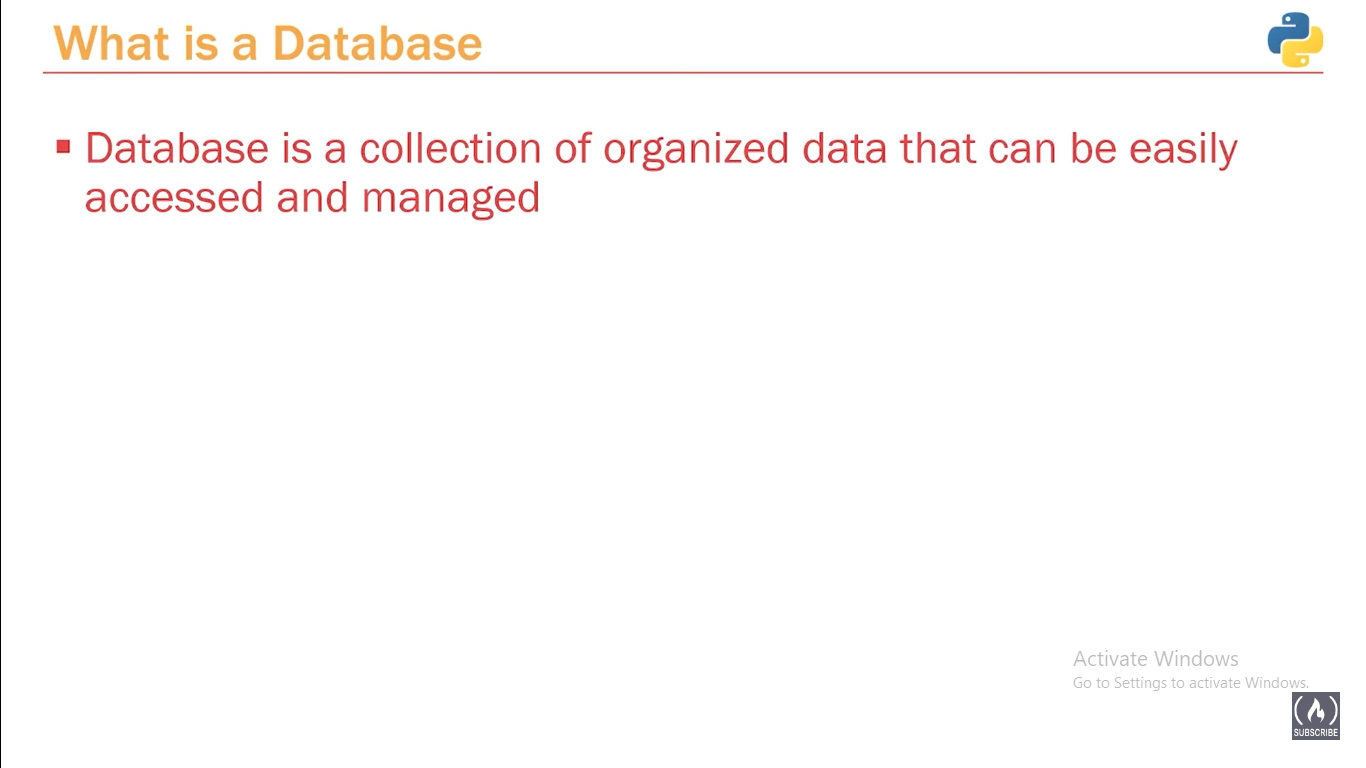 What is a Database
Database is a collection of organized data that can be easily
accessed and managed
Activate Windows
Go to Settings to activate Windows.
SUBSCRIBE